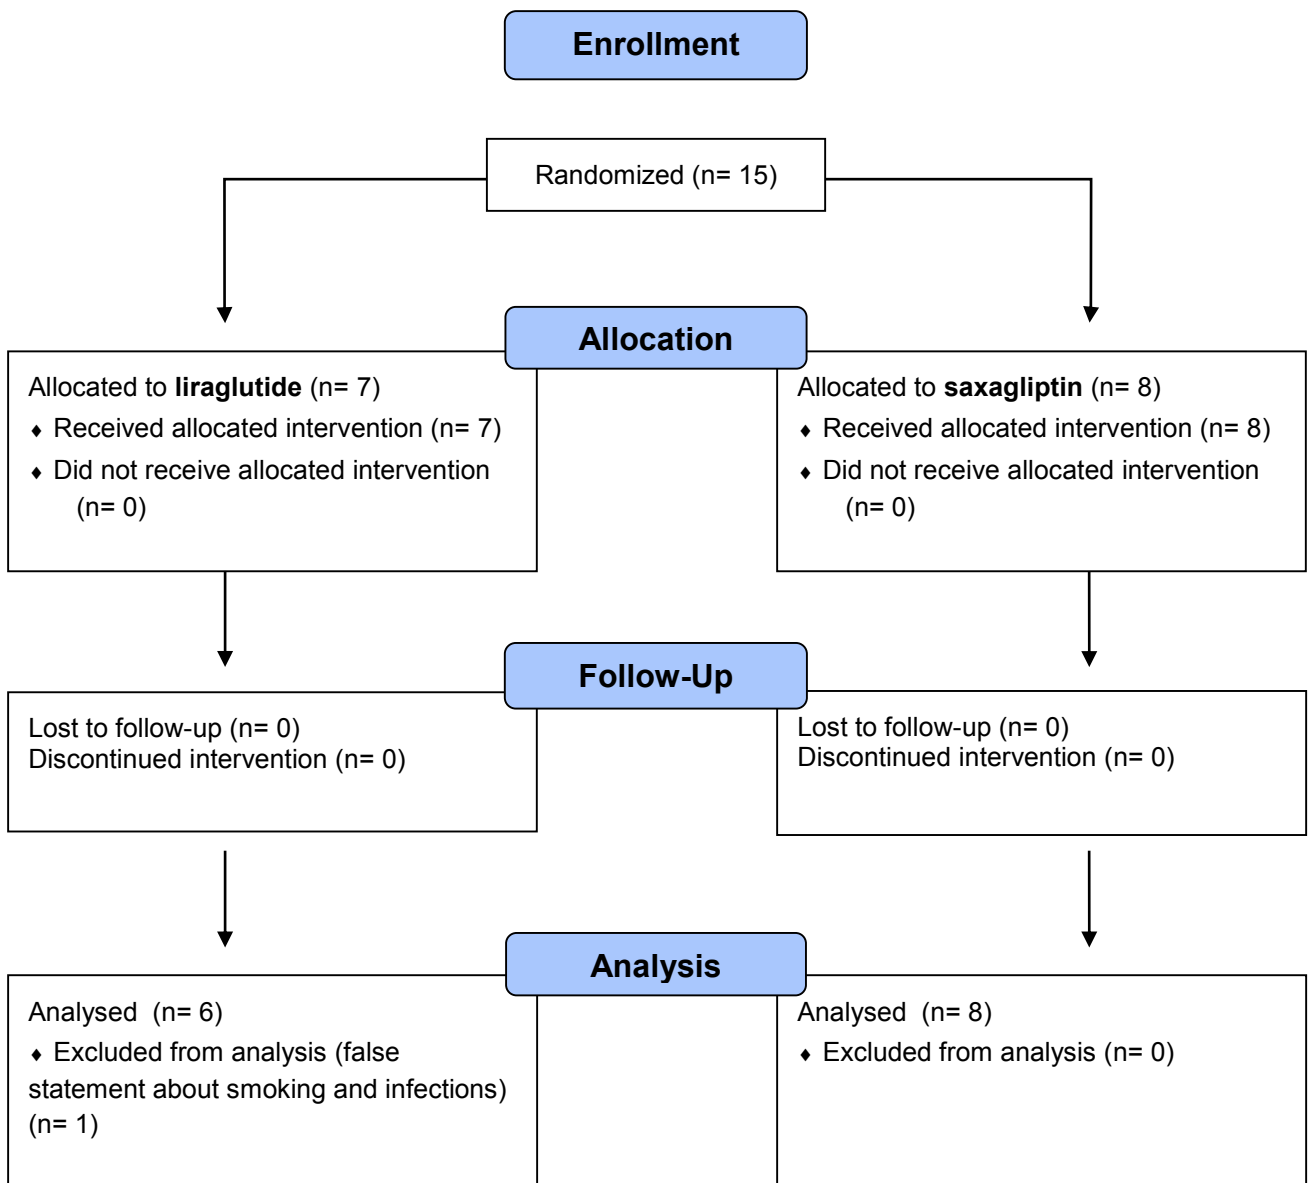 Enrollment
Randomized (n= 15)
Allocation
Allocated to liraglutide (n= 7)
♦ Received allocated intervention (n= 7)
♦ Did not receive allocated intervention
(n= 0)
Allocated to saxagliptin (n= 8)
♦ Received allocated intervention (n= 8)
♦ Did not receive allocated intervention
(n= 0)
Follow-Up
Lost to follow-up (n= 0)
Discontinued intervention (n= 0)
Lost to follow-up (n= 0)
Discontinued intervention (n= 0)
Analysis
Analysed (n= 6)
♦ Excluded from analysis (false
statement about smoking and infections)
(n= 1)
Analysed (n= 8)
♦ Excluded from analysis (n= 0)